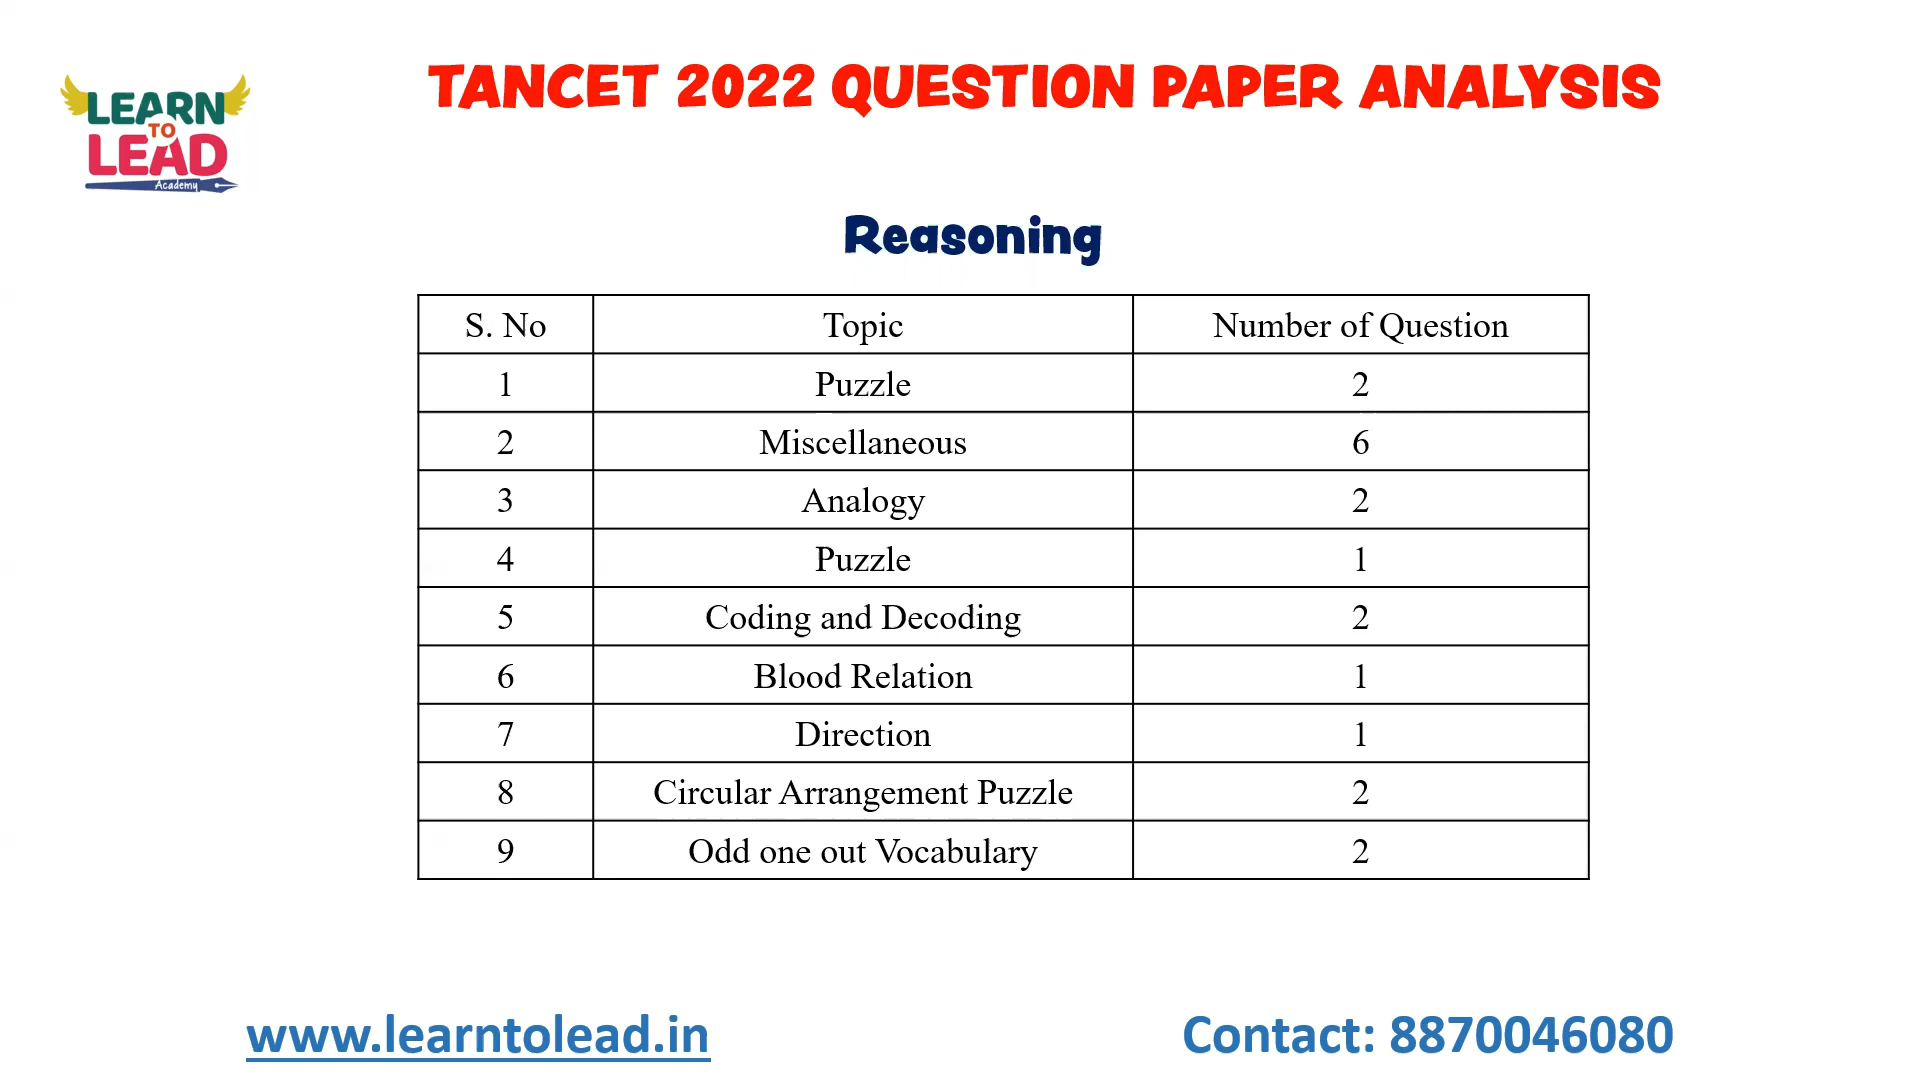 LEARN
TO
LEAD
Academy
TANCET 2022 QUESTION PAPER ANALYSIS
Reasoning
S. No Topic Number of Question
1 Puzzle 2
2 Miscellaneous 6
3 Analogy 2
4 Puzzle 1
5 Coding and Decoding 2
6 Blood Relation 1
7 Direction 1
8 Circular Arrangement Puzzle 2
9 Odd one out Vocabulary 2
www.learntolead.in Contact: 8870046080